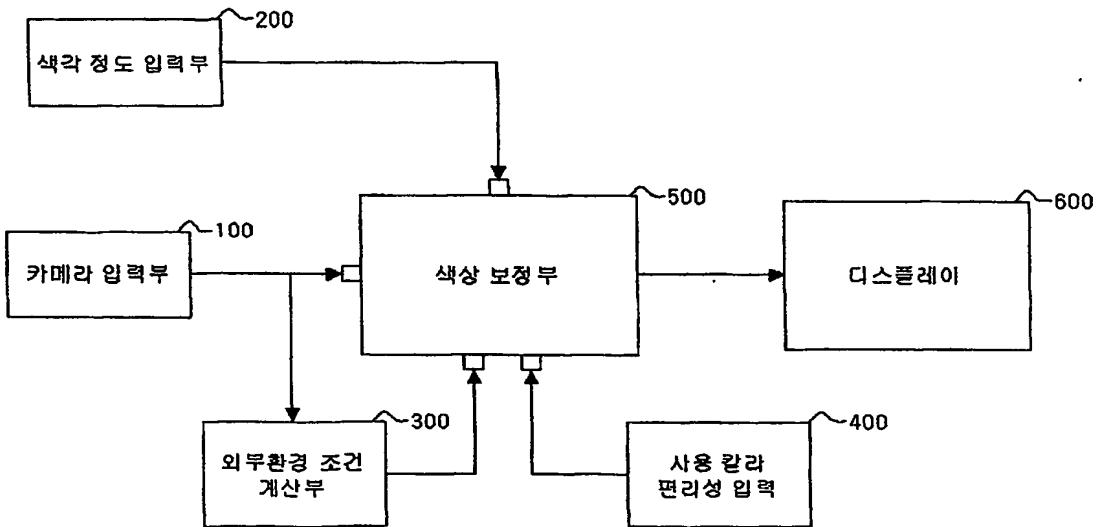 200
색각 정도 입력부
500
600
100
카메라 입력부
색상 보정부
디스플레이
300
400
외부환경 조건
계산부
사용 칼라
편리성 입력